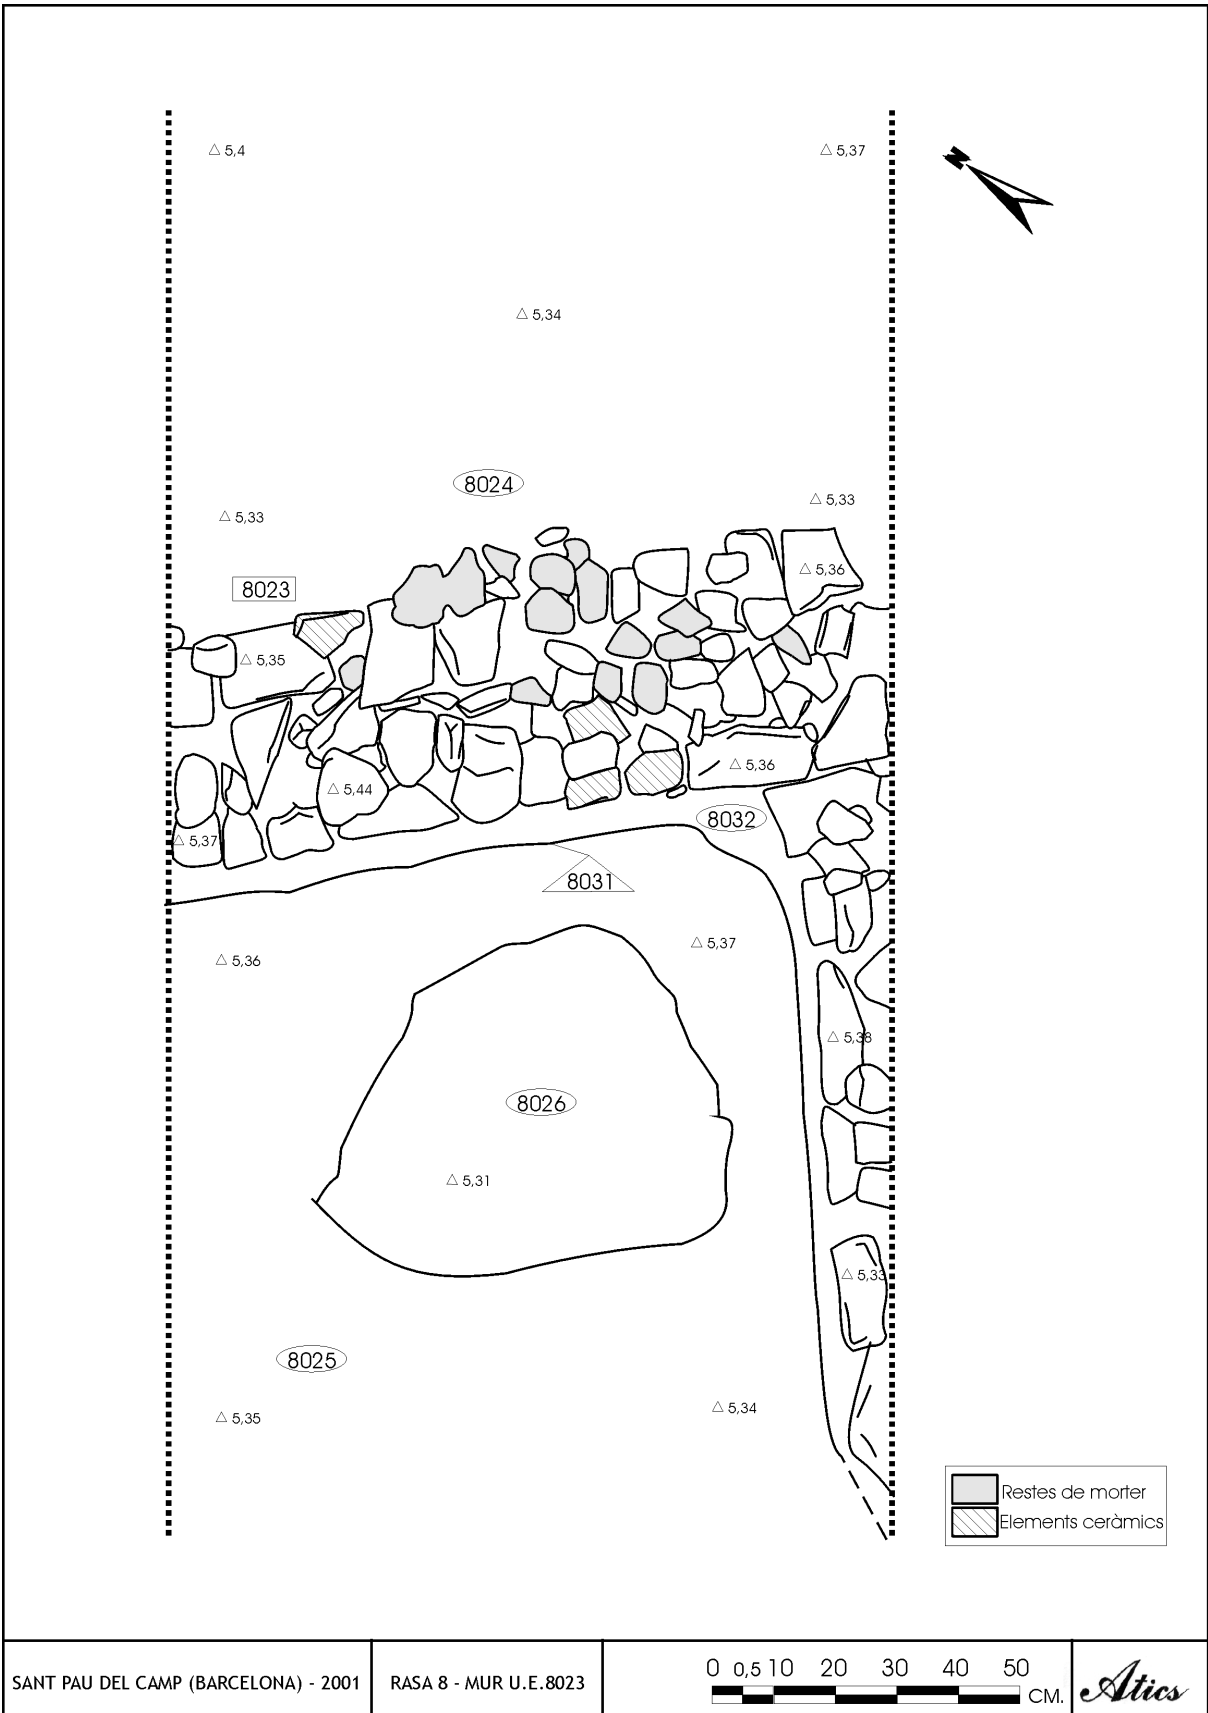 △ 5,4
△ 5,37
N
△ 5,34
8024
△ 5,33
△ 5,33
△ 5,36
8023
△ 5,35
△ 5,36
△ 5,44
8032
△ 5,37
8031
△ 5,37
△ 5,36
△ 5,38
8026
△ 5,31
△ 5,33
8025
△ 5,34
△ 5,35
Restes de morter
Elements ceràmics
SANT PAU DEL CAMP (BARCELONA) - 2001
RASA 8 - MUR U.E.8023
0 0,5 10 20 30 40 50
CM.
Atics